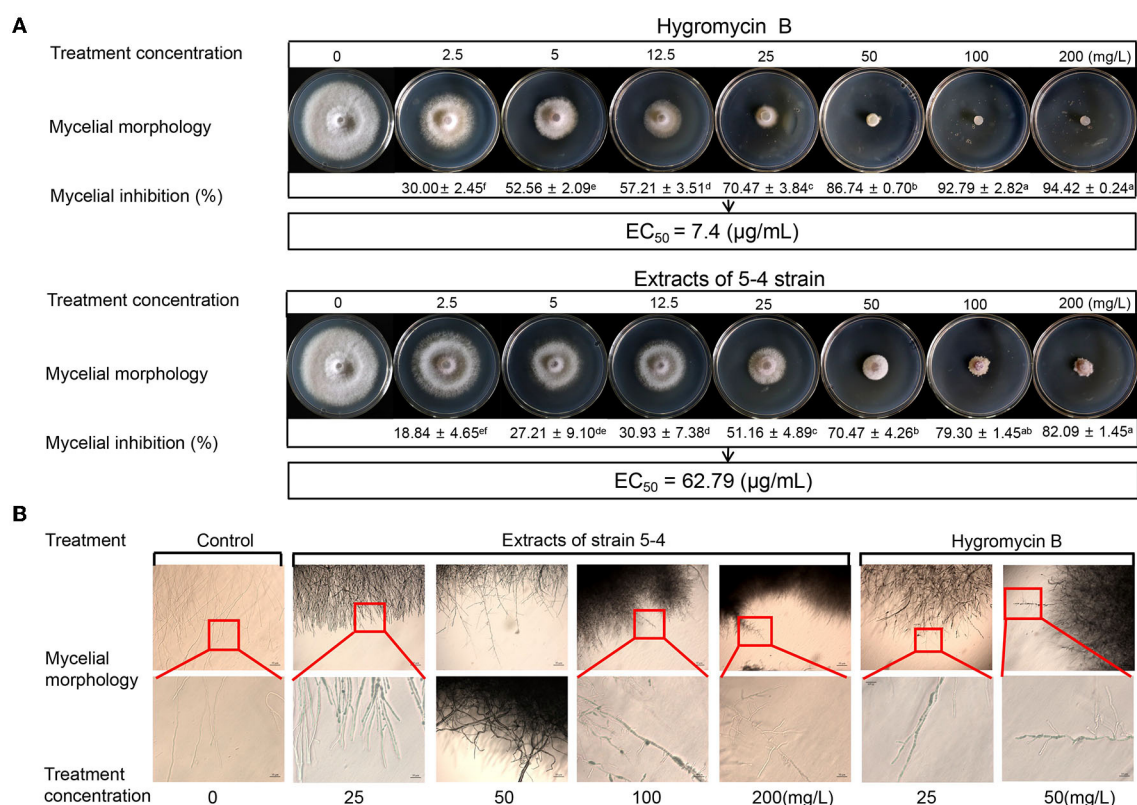 A
Hygromycin B
Treatment concentration 0 2.5 5 12.5 25 50 100 200 (mg/L)
Mycelial morphology
Mycelial inhibition (%) 30.00± 2.45f 52.56 ± 2.09e 57.21 ± 3.51d 70.47 ± 3.84c 86.74 ± 0.70b 92.79 ± 2.82a 94.42 ± 0.24a
EC50 = 7.4 (µg/mL)
Extracts of 5-4 strain
Treatment concentration 0 2.5 5 12.5 25 50 100 200 (mg/L)
Mycelial morphology
Mycelial inhibition (%) 18.84 ± 4.65ef 27.21 ± 9.10de 30.93 ± 7.38d 51.16 ± 4.89c 70.47 ± 4.26b 79.30 ± 1.45ab 82.09 ± 1.45a
EC50 = 62.79 (µg/mL)
B
Treatment Control Extracts of strain 5-4 Hygromycin B
Mycelial
morphology
Treatment
concentration 0 25 50 100 200(mg/L) 25 50(mg/L)